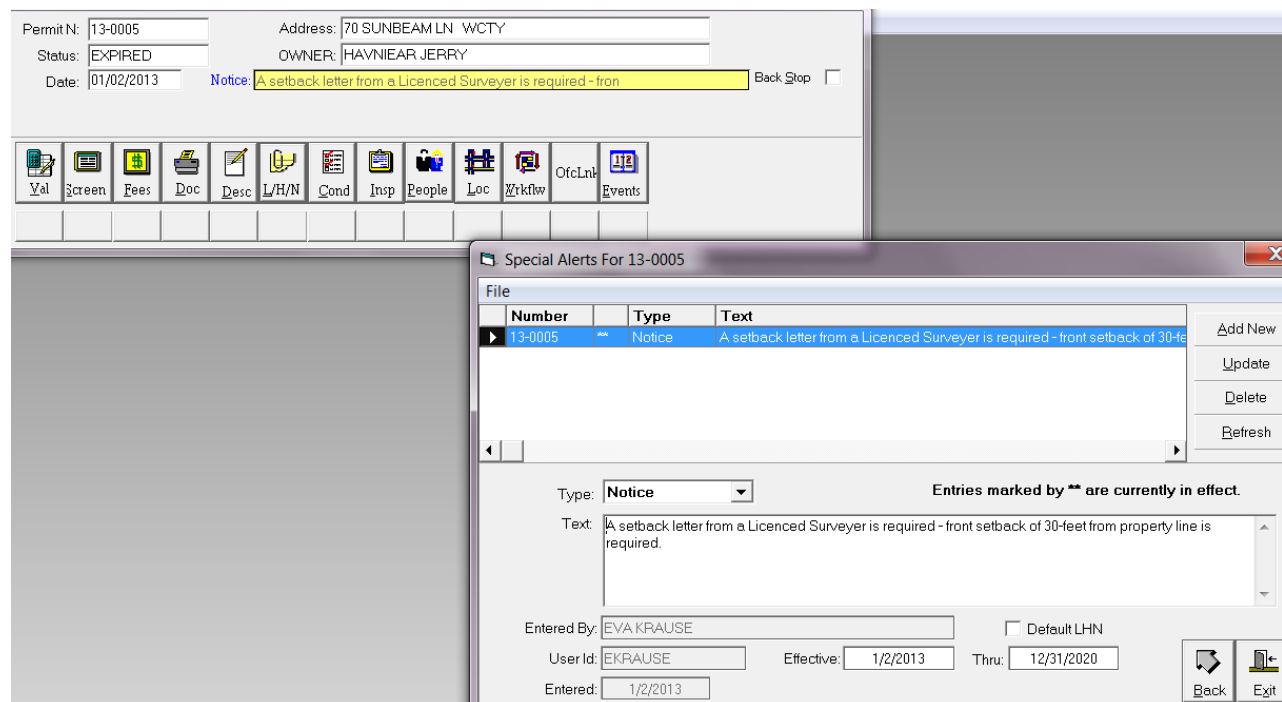 Permit N: 13-0005 Address: 70 SUNBEAM LN WCTY
Status: EXPIRED OWNER: HAVNIEAR JERRY
Date: 01/02/2013 Notice: A setback letter from a Licenced Surveyer is required - fron Back Stop
Val Screen Fees Doc Desc L/H/N Cond Insp People Loc Wrkflw OfcLnk Events
Special Alerts For 13-0005
File
Number Type Text
13-0005 ** Notice A setback letter from a Licenced Surveyer is required - front setback of 30-fe
Add New
Update
Delete
Refresh
Type: Notice Entries marked by ** are currently in effect.
Text: A setback letter from a Licenced Surveyer is required - front setback of 30-feet from property line is
required.
Entered By: EVA KRAUSE Default LHN
User Id: EKRAUSE Effective: 1/2/2013 Thru: 12/31/2020
Entered: 1/2/2013 Back Exit